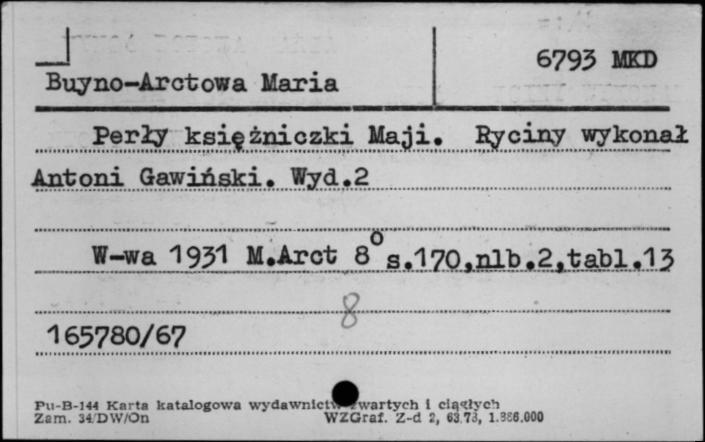 6793 MKD
Buyno-Arctowa Maria
Perły księżniczki Maji. Ryciny wykonał
Antoni Gawiński. Wyd.2
W-wa 1931 M.Arct 8° s.170,nlb.2,tabl.13
8
165780/67
Pu-B-144 Karta katalogowa wydawnictw zwartych i ciągłych
Zam. 34/DW/On WZGraf. Z-d 2, 63.73, 1.886.000